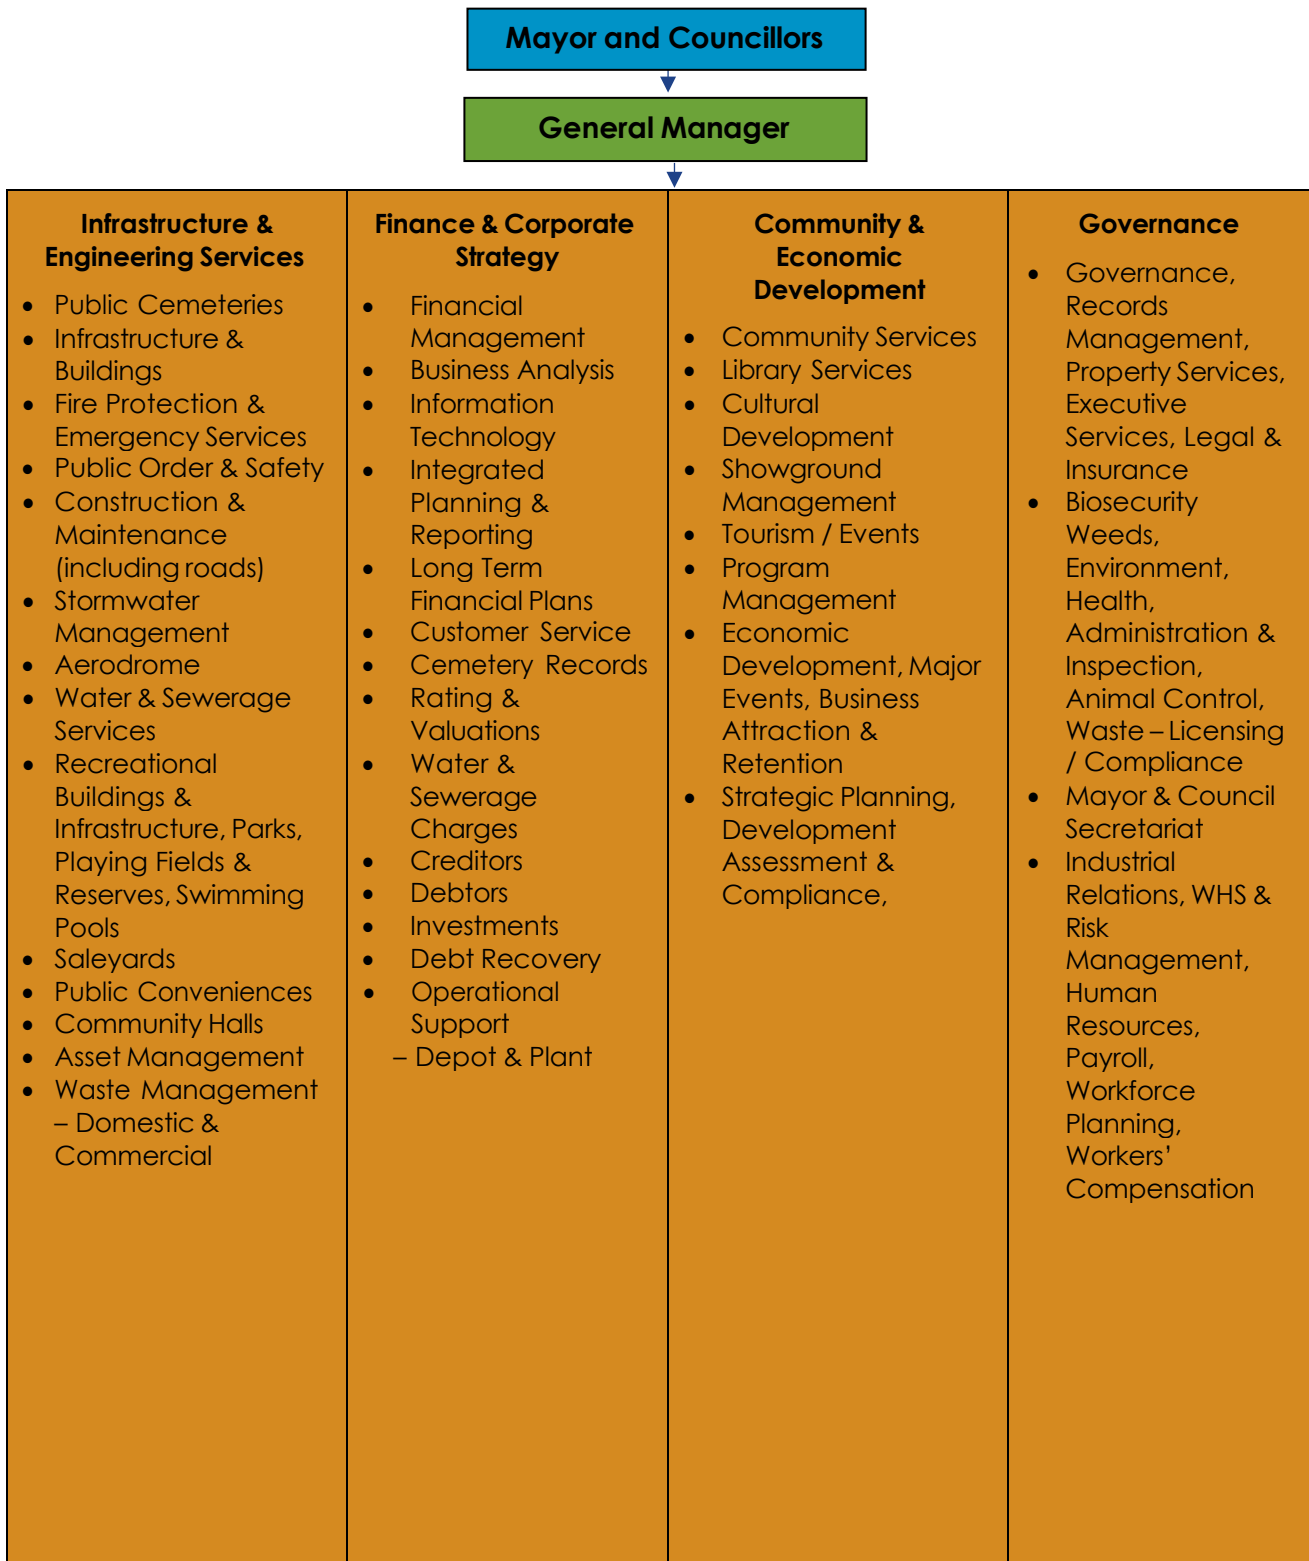 Mayor and Councillors
General Manager
Infrastructure &
Engineering Services
• Public Cemeteries
• Infrastructure &
Buildings
• Fire Protection &
Emergency Services
• Public Order & Safety
• Construction &
Maintenance
(including roads)
• Stormwater
Management
• Aerodrome
• Water & Sewerage
Services
• Recreational
Buildings &
Infrastructure, Parks,
Playing Fields &
Reserves, Swimming
Pools
• Saleyards
• Public Conveniences
• Community Halls
• Asset Management
• Waste Management
– Domestic &
Commercial
Finance & Corporate
Strategy
• Financial
Management
• Business Analysis
• Information
Technology
• Integrated
Planning &
Reporting
• Long Term
Financial Plans
• Customer Service
• Cemetery Records
• Rating &
Valuations
• Water &
Sewerage
Charges
• Creditors
• Debtors
• Investments
• Debt Recovery
• Operational
Support
– Depot & Plant
Community &
Economic
Development
• Community Services
• Library Services
• Cultural
Development
• Showground
Management
• Tourism / Events
• Program
Management
• Economic
Development, Major
Events, Business
Attraction &
Retention
• Strategic Planning,
Development
Assessment &
Compliance,
Governance
• Governance,
Records
Management,
Property Services,
Executive
Services, Legal &
Insurance
• Biosecurity
Weeds,
Environment,
Health,
Administration &
Inspection,
Animal Control,
Waste – Licensing
/ Compliance
• Mayor & Council
Secretariat
• Industrial
Relations, WHS &
Risk
Management,
Human
Resources,
Payroll,
Workforce
Planning,
Workers’
Compensation